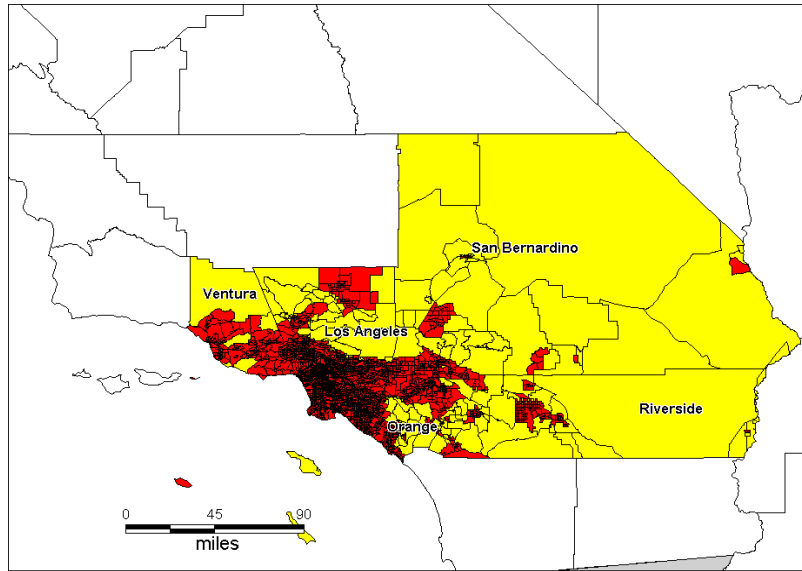 San Bernardino
Ventura
Los Angeles
Riverside
Orange
0 45 90
miles